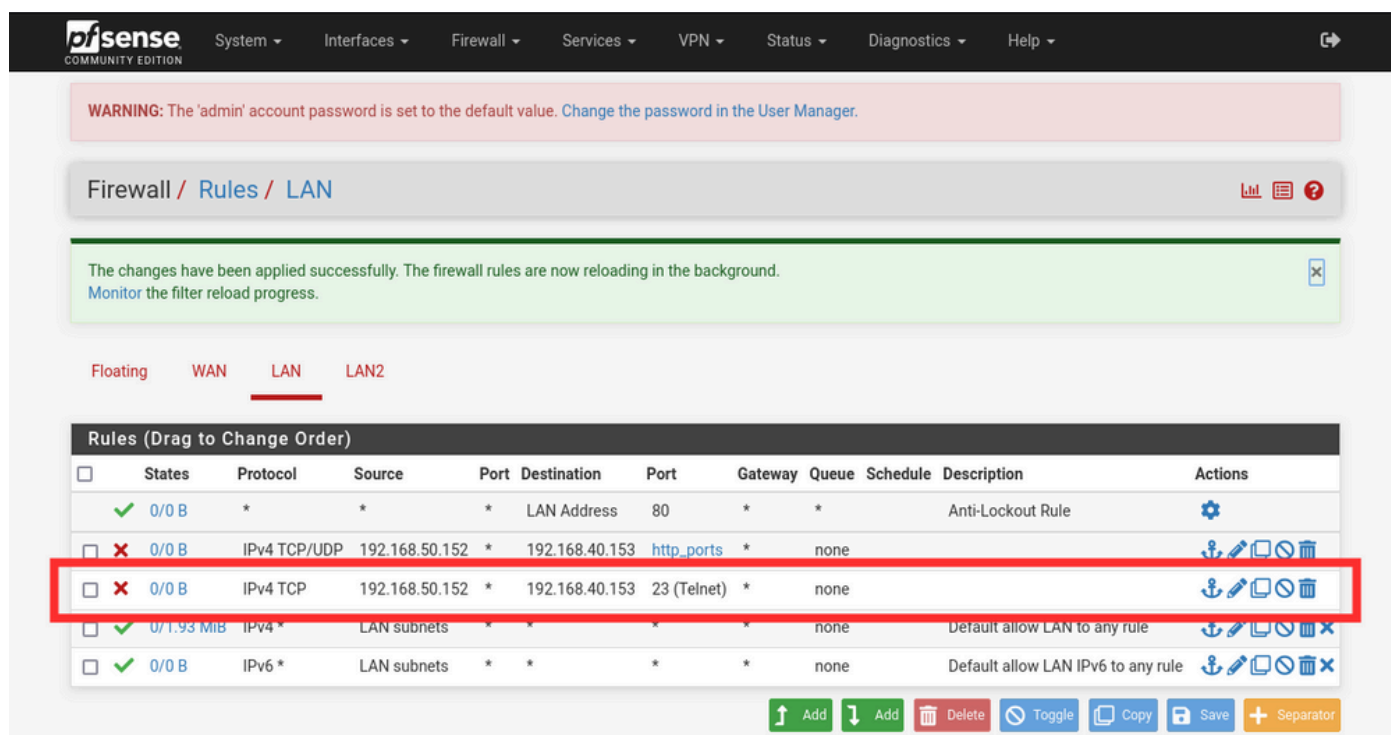 pfsense System Interfaces Firewall Services VPN Status Diagnostics Help
COMMUNITY EDITION
WARNING: The 'admin' account password is set to the default value. Change the password in the User Manager.
Firewall / Rules / LAN
The changes have been applied successfully. The firewall rules are now reloading in the background.
Monitor the filter reload progress.
Floating WAN LAN LAN2
Rules (Drag to Change Order)
States Protocol Source Port Destination Port Gateway Queue Schedule Description Actions
0/0 B * * * LAN Address 80 * * Anti-Lockout Rule
0/0 B IPv4 TCP/UDP 192.168.50.152 * 192.168.40.153 http_ports * none
0/0 B IPv4 TCP 192.168.50.152 * 192.168.40.153 23 (Telnet) * none
0/1.93 MiB IPv4 * LAN subnets * * * * none Default allow LAN to any rule
0/0 B IPv6 * LAN subnets * * * * none Default allow LAN IPv6 to any rule
Add Add Delete Toggle Copy Save Separator